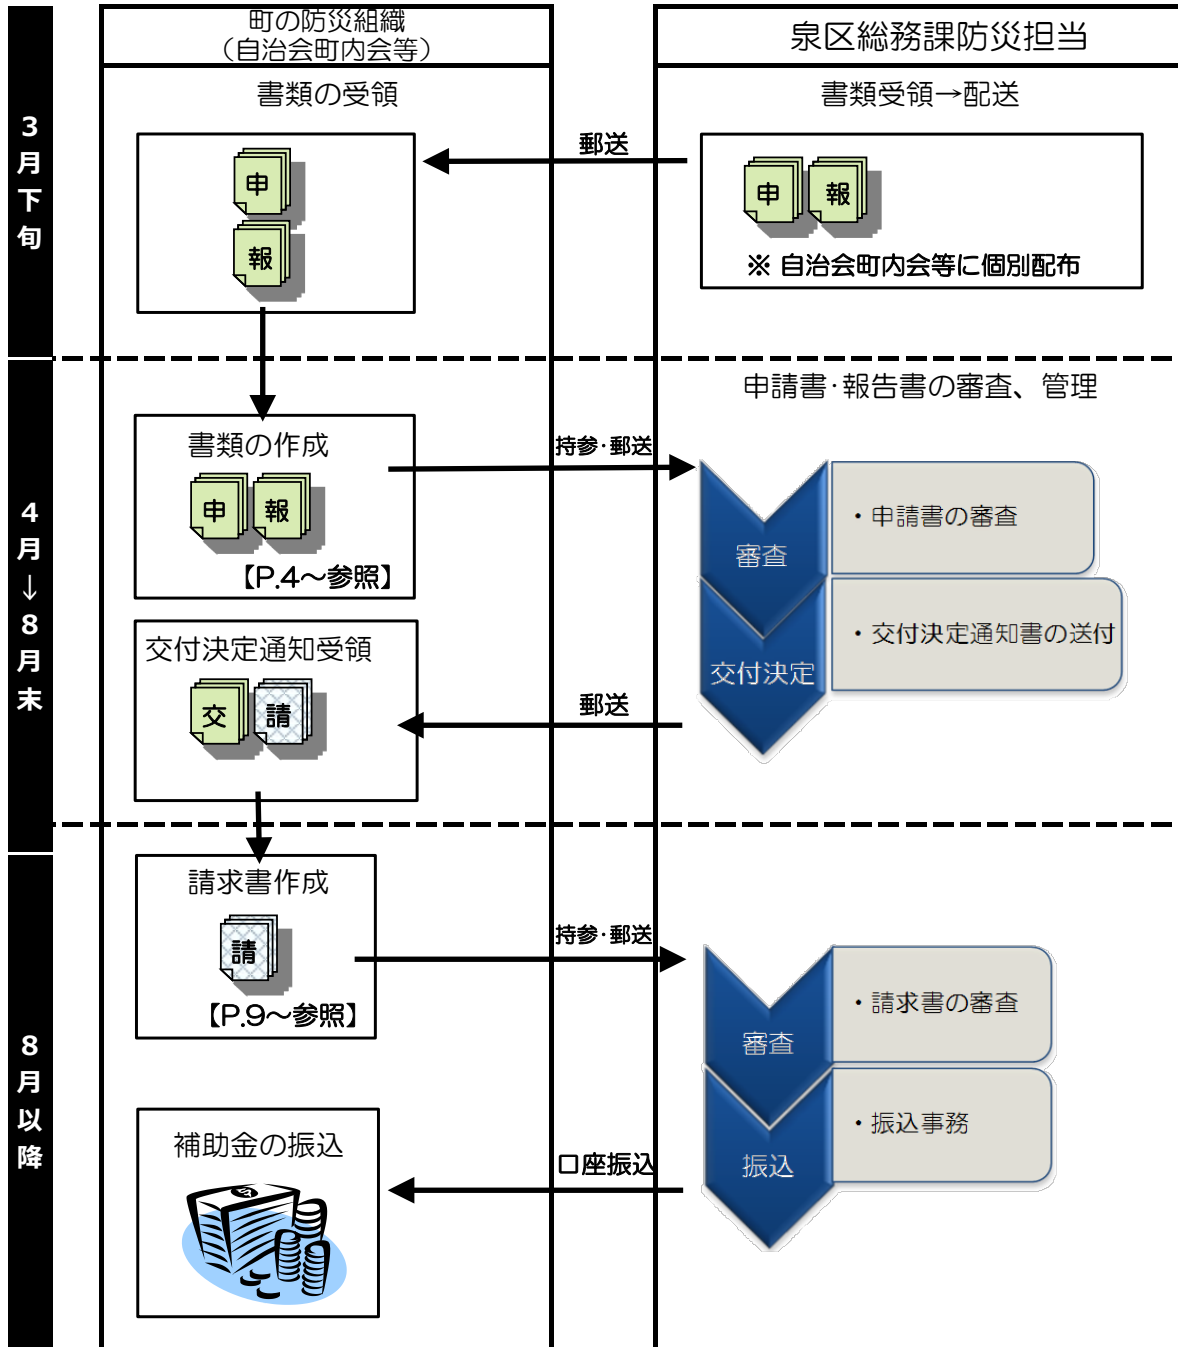 町の防災組織
（自治会町内会等）
泉区総務課防災担当
3月下旬
書類の受領
書類受領→配送
郵送
申
報
申
報
※ 自治会町内会等に個別配布
4月↓8月末
申請書･報告書の審査、管理
書類の作成
持参･郵送
申
報
【P.4～参照】
審査
・申請書の審査
交付決定
・交付決定通知書の送付
交付決定通知受領
郵送
交
請
8月以降
請求書作成
持参･郵送
請
【P.9～参照】
審査
・請求書の審査
振込
・振込事務
補助金の振込
口座振込